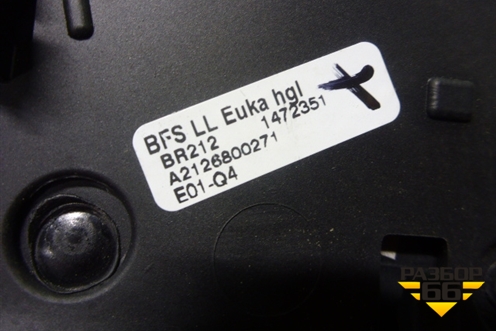 BFS LL Euka hgl
BR212 1472351
A2126800271
E01-Q4
РАЗБОР
66